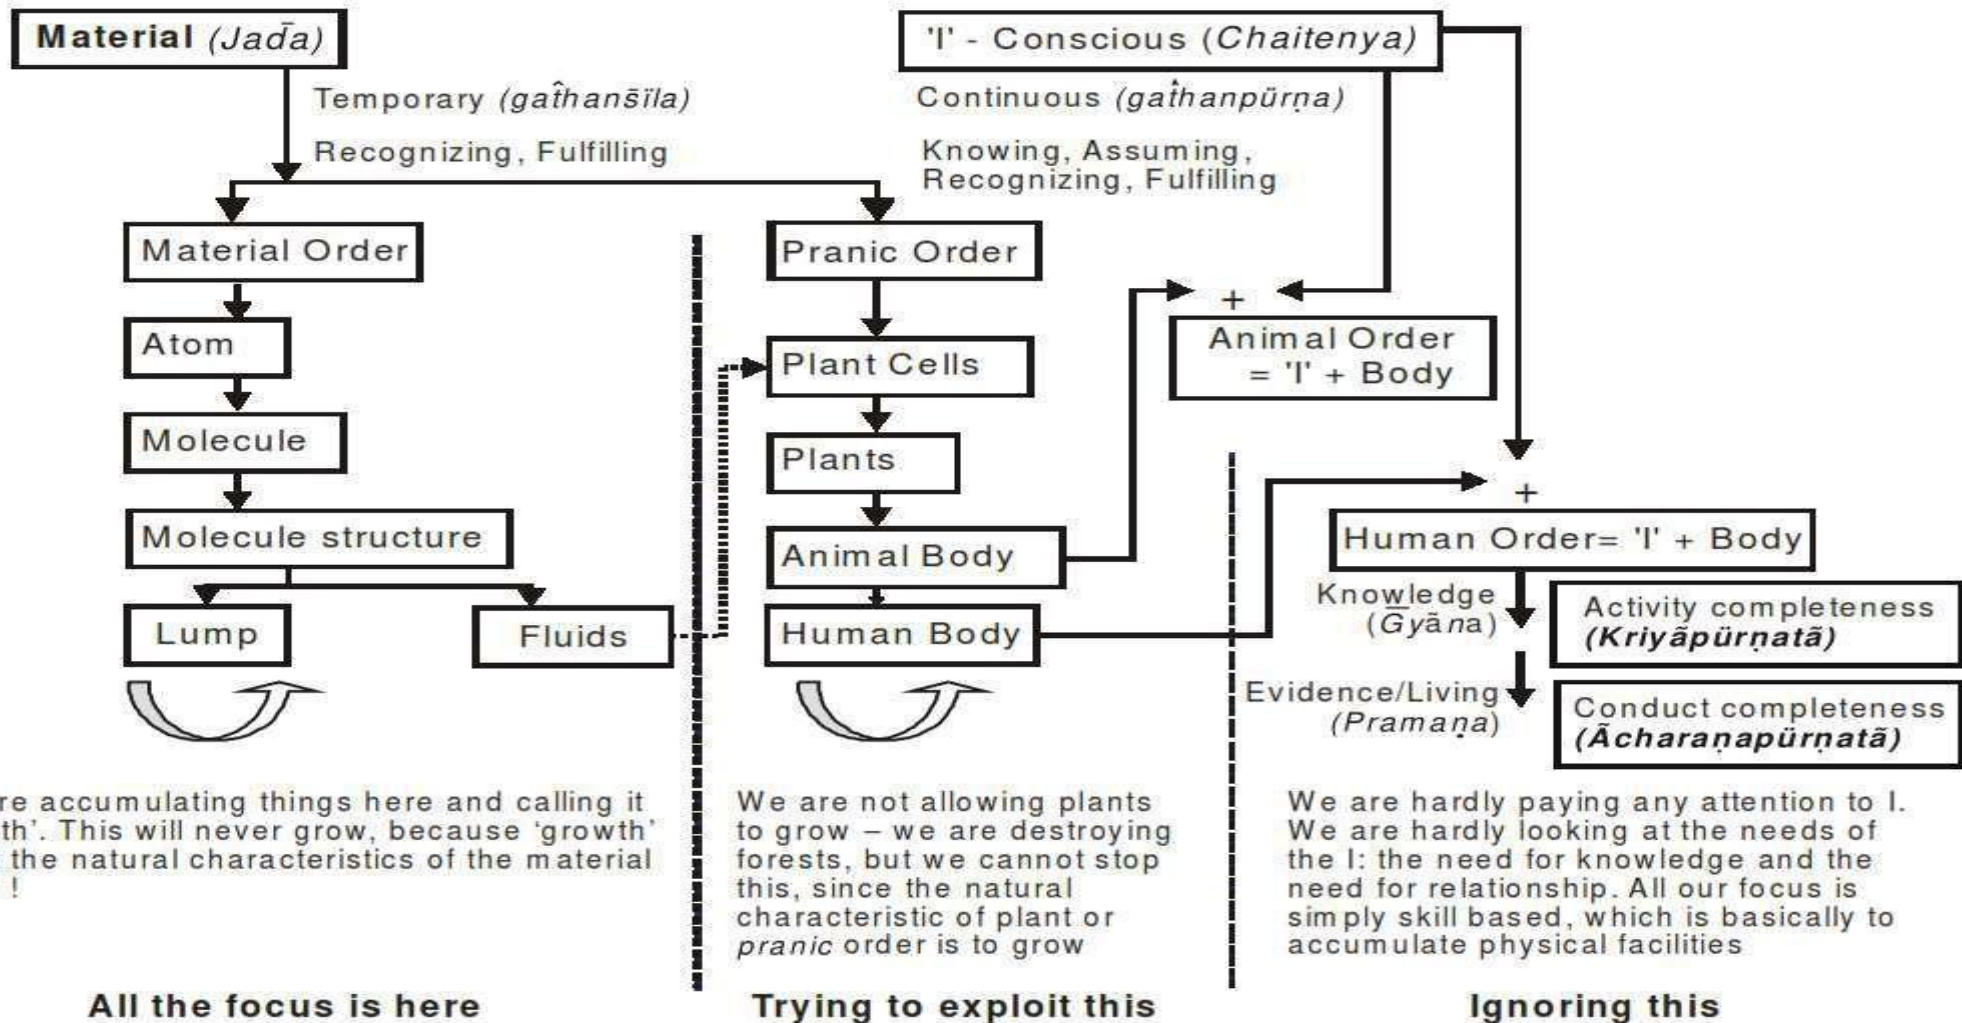 Material (Jaḍa)
'I' - Conscious (Chaitenya)
Temporary (gaṭhanśīla)
Recognizing, Fulfilling
Continuous (gaṭhanpūrṇa)
Knowing, Assuming,
Recognizing, Fulfilling
Material Order
Atom
Molecule
Molecule structure
Lump
Fluids
Pranic Order
Plant Cells
Plants
Animal Body
Human Body
+
Animal Order
= 'I' + Body
+
Human Order= 'I' + Body
Knowledge
(Gyāna)
Activity completeness
(Kriyāpūrṇatā)
Evidence/Living
(Pramaṇa)
Conduct completeness
(Ācharaṇapūrṇatā)
re accumulating things here and calling it
th'. This will never grow, because 'growth'
the natural characteristics of the material
!
We are not allowing plants
to grow – we are destroying
forests, but we cannot stop
this, since the natural
characteristic of plant or
pranic order is to grow
We are hardly paying any attention to I.
We are hardly looking at the needs of
the I: the need for knowledge and the
need for relationship. All our focus is
simply skill based, which is basically to
accumulate physical facilities
All the focus is here
Trying to exploit this
Ignoring this